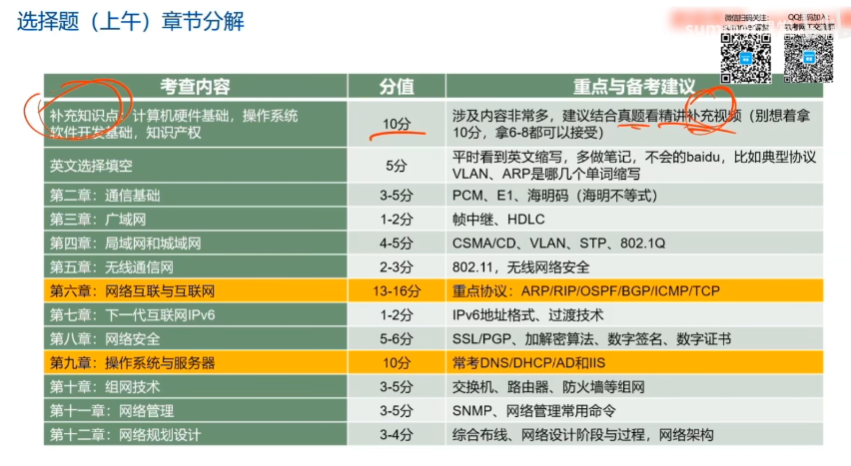 选择题（上午）章节分解
微信扫码关注:
考查内容 分值 重点与备考建议
补充知识点：计算机硬件基础，操作系统
软件开发基础，知识产权
10分
涉及内容非常多，建议结合真题看精讲补充视频（别想着拿
10分，拿6-8都可以接受）
英文选择填空
5分
平时看到英文缩写，多做笔记，不会的baidu，比如典型协议
VLAN、ARP是哪几个单词缩写
第二章：通信基础 3-5分 PCM、E1、海明码（海明不等式）
第三章：广域网 1-2分 帧中继、HDLC
第四章：局域网和城域网 4-5分 CSMA/CD、VLAN、STP、802.1Q
第五章：无线通信网 2-3分 802.11，无线网络安全
第六章：网络互联与互联网 13-16分 重点协议：ARP/RIP/OSPF/BGP/ICMP/TCP
第七章：下一代互联网IPv6 1-2分 IPv6地址格式、过渡技术
第八章：网络安全 5-6分 SSL/PGP、加解密算法、数字签名、数字证书
第九章：操作系统与服务器 10分 常考DNS/DHCP/AD和IIS
第十章：组网技术 3-5分 交换机、路由器、防火墙等组网
第十一章：网络管理 3-5分 SNMP、网络管理常用命令
第十二章：网络规划设计 3-4分 综合布线、网络设计阶段与过程，网络架构